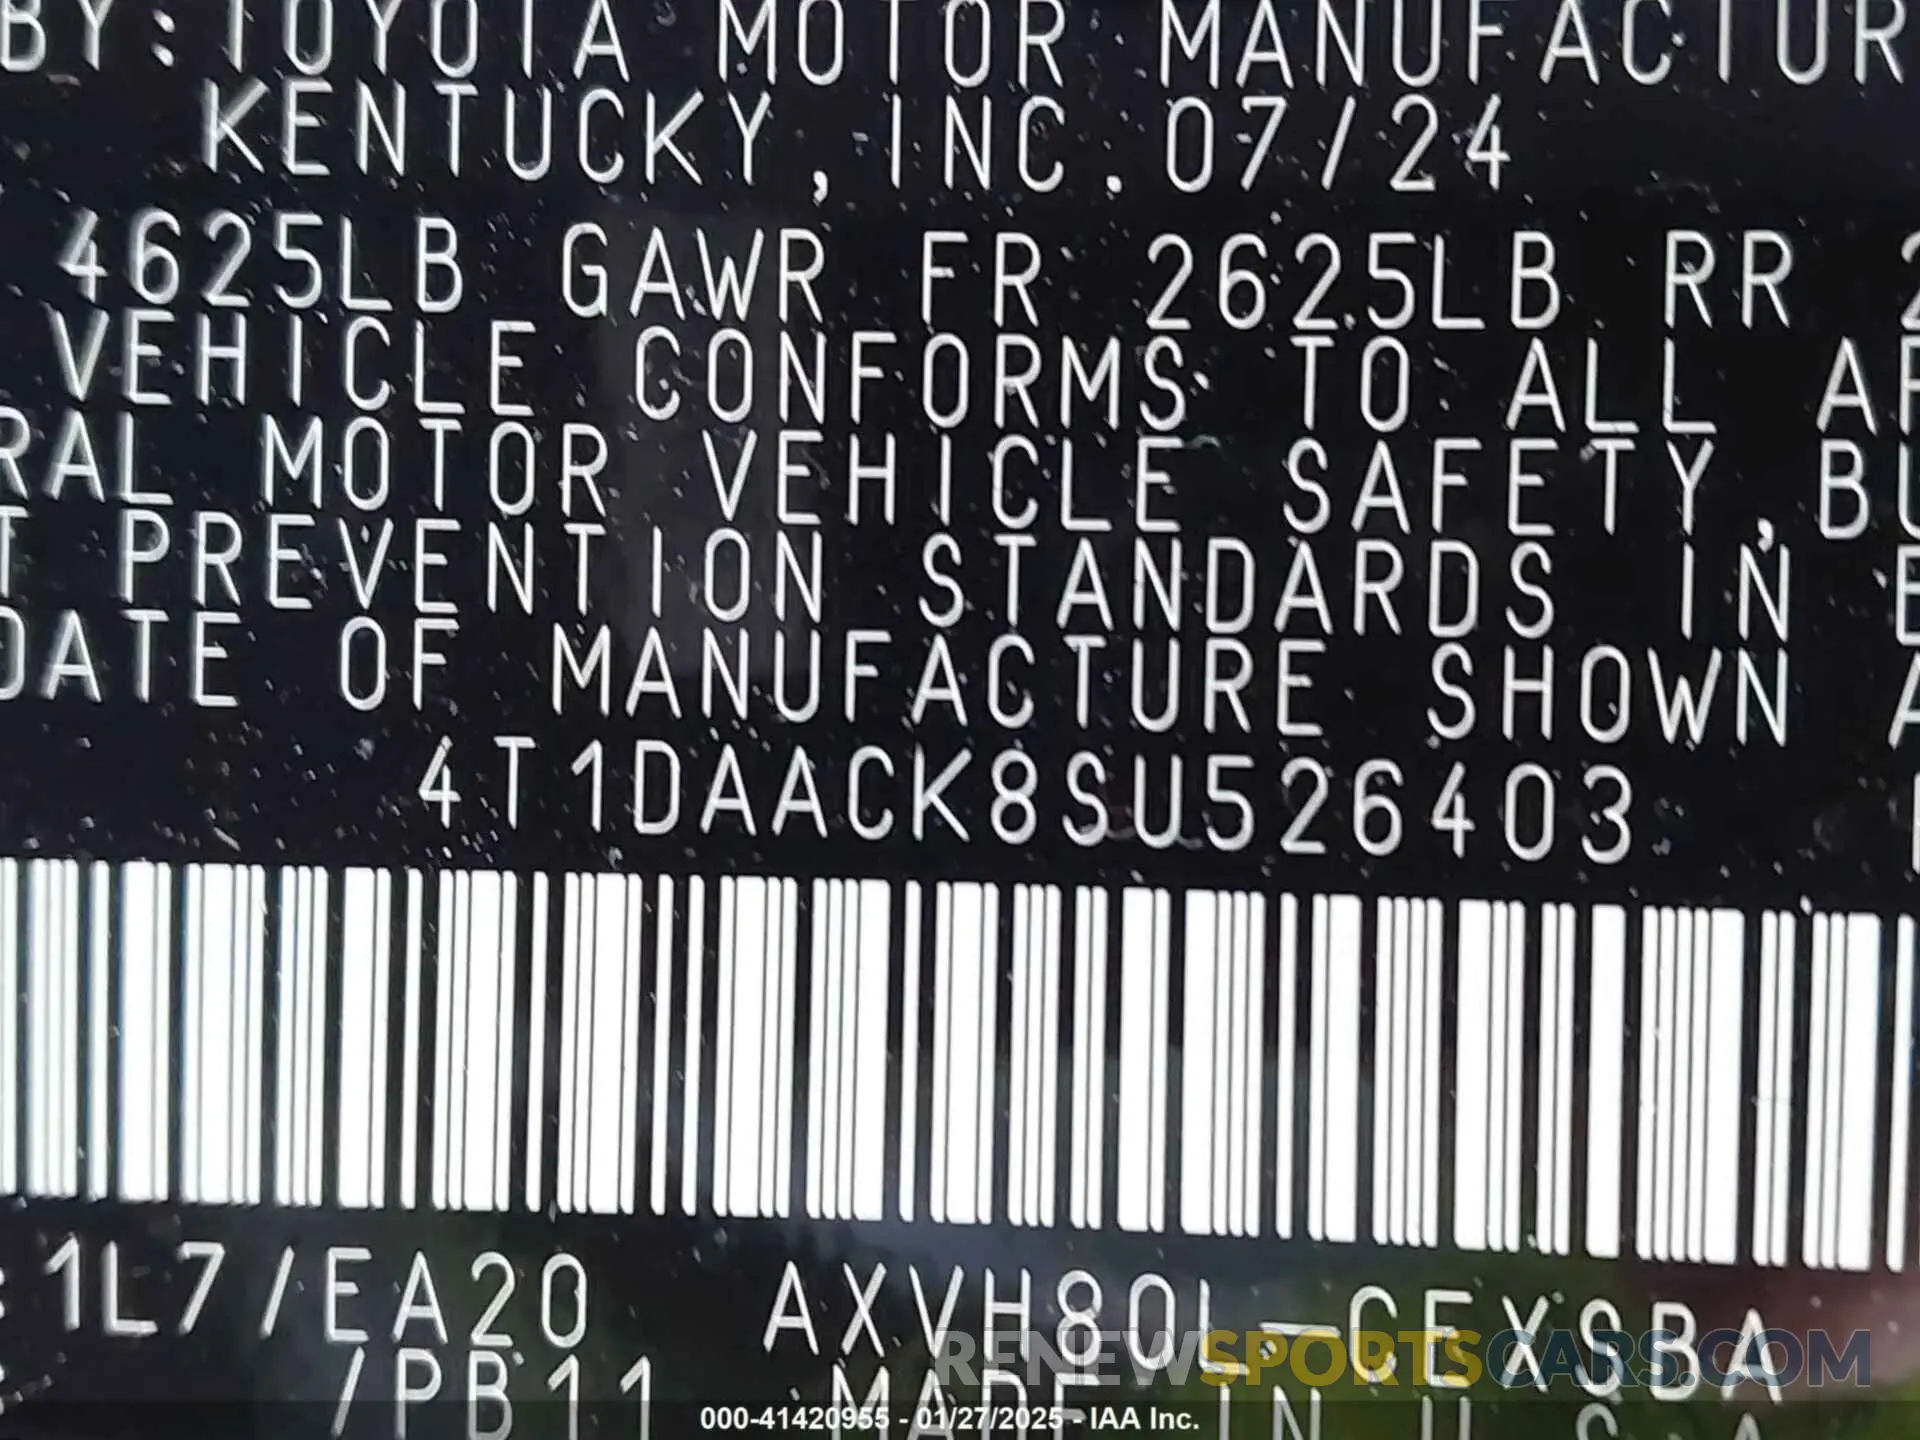 BY:TOYOTA MOTOR MANUFACTUR
KENTUCKY, INC. 07/24
4625LB GAWR FR 2625LB RR 2
VEHICLE CONFORMS TO ALL AP
RAL MOTOR VEHICLE SAFETY, BU
T PREVENTION STANDARDS IN E
DATE OF MANUFACTURE SHOWN A
4T1DAACK8SU526403
: 1L7/EA20 AXVH80L-CEXSBA
/PB11 MADE IN U.S.A
RENEWSPORTSCARS.COM
000-41420955 - 01/27/2025 - IAA Inc.